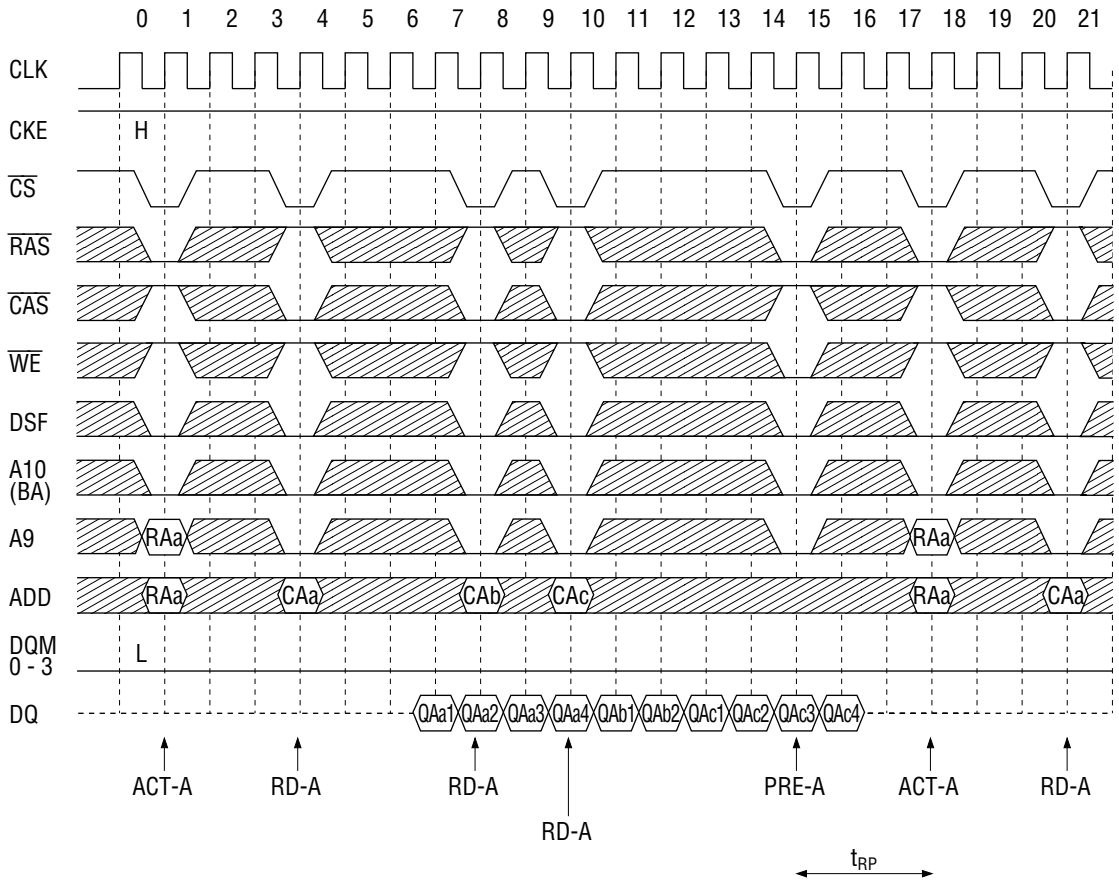 0 1 2 3 4 5 6 7 8 9 10 11 12 13 14 15 16 17 18 19 20 21
CLK
CKE H
CS
RAS
CAS
WE
DSF
A10
(BA)
A9 RAa RAa
ADD RAa CAa CAb CAc RAa CAa
DQM
0 - 3 L
DQ QAa1 QAa2 QAa3 QAa4 QAb1 QAb2 QAc1 QAc2 QAc3 QAc4
ACT-A RD-A RD-A PRE-A ACT-A RD-A
RD-A
tRP